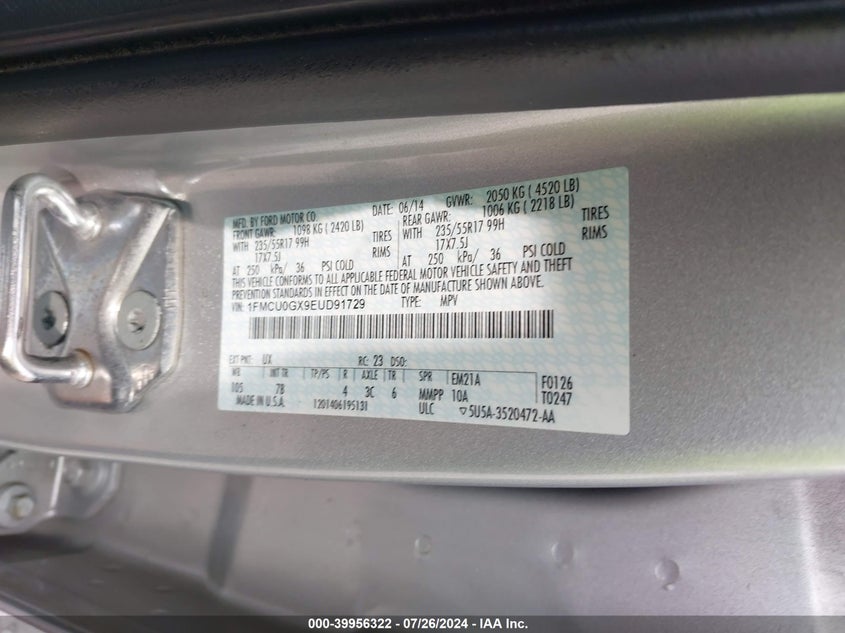 MFD. BY FORD MOTOR CO. DATE: 06/14 GVWR: 2050 KG ( 4520 LB)
FRONT GAWR: 1098 KG ( 2420 LB) REAR GAWR: 1006 KG ( 2218 LB)
WITH 235/55R17 99H TIRES WITH 235/55R17 99H TIRES
17X7.5J RIMS 17X7.5J RIMS
AT 250 kPa/ 36 PSI COLD AT 250 kPa/ 36 PSI COLD
THIS VEHICLE CONFORMS TO ALL APPLICABLE FEDERAL MOTOR VEHICLE SAFETY AND THEFT
PREVENTION STANDARDS IN EFFECT ON THE DATE OF MANUFACTURE SHOWN ABOVE.
VIN: 1FMCU0GX9EUD91729 TYPE: MPV
EXT PNT: UX RC: 23 DSO:
WB INT TR TP/PS R AXLE TR SPR EM21A F0126
105 7B 4 3C 6 MMPP 10A T0247
MADE IN U.S.A. 1201406195131 ULC ▽5U5A-3520472-AA
000-39956322 - 07/26/2024 - IAA Inc.